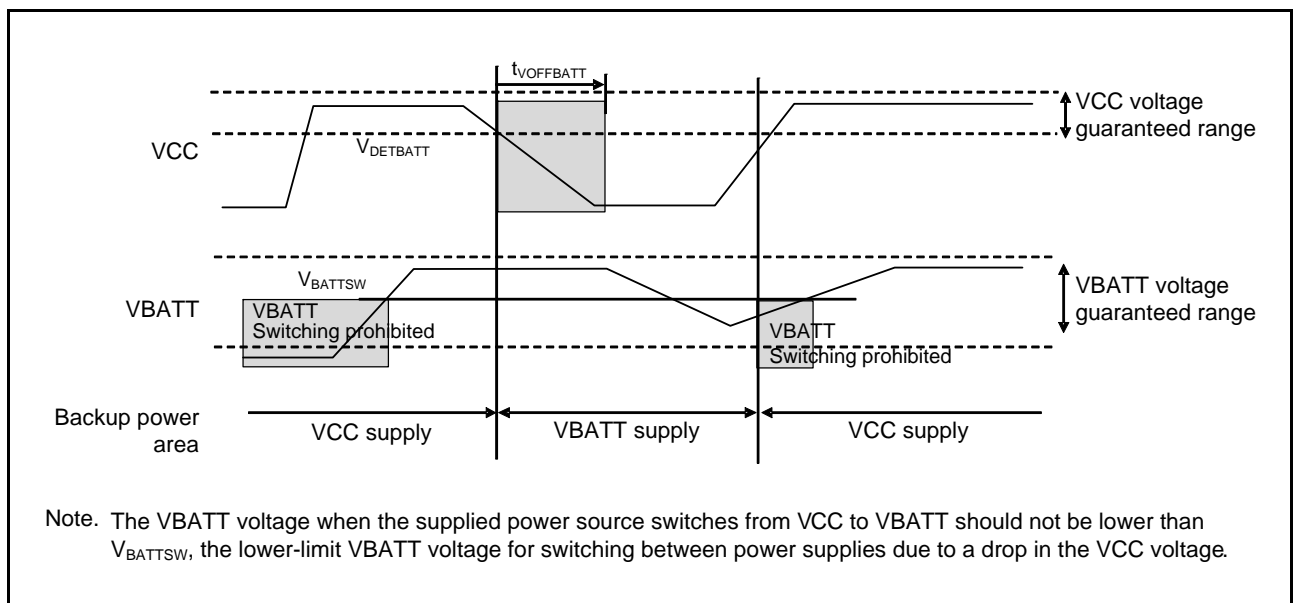 tVOFFBATT
VCC voltage
guaranteed range
VCC
VDETBATT
VBATTSW
VBATT
VBATT
Switching prohibited
VBATT voltage
guaranteed range
VBATT
Switching prohibited
Backup power
area
VCC supply
VBATT supply
VCC supply
Note. The VBATT voltage when the supplied power source switches from VCC to VBATT should not be lower than
VBATTSW, the lower-limit VBATT voltage for switching between power supplies due to a drop in the VCC voltage.